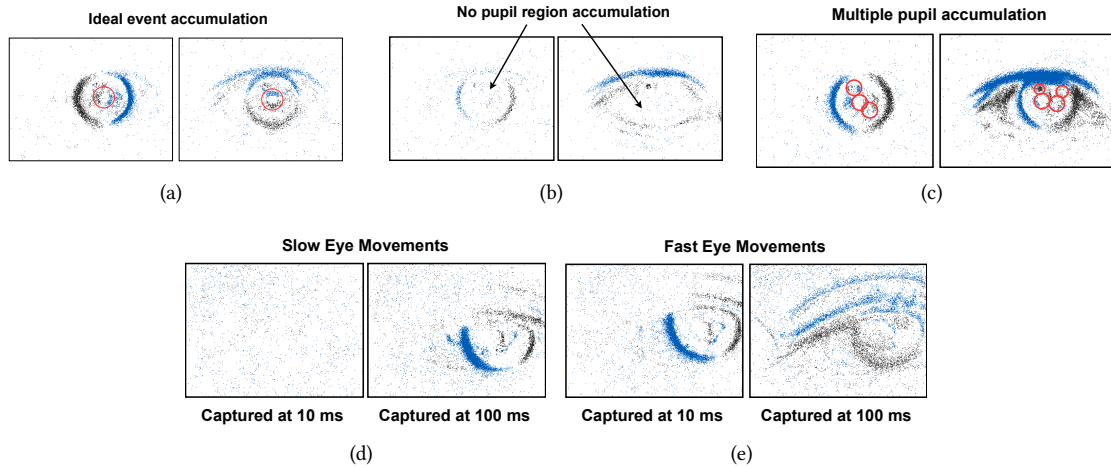 Ideal event accumulation
No pupil region accumulation
Multiple pupil accumulation
(a)
(b)
(c)
Slow Eye Movements
Fast Eye Movements
Captured at 10 ms
Captured at 100 ms
Captured at 10 ms
Captured at 100 ms
(d)
(e)